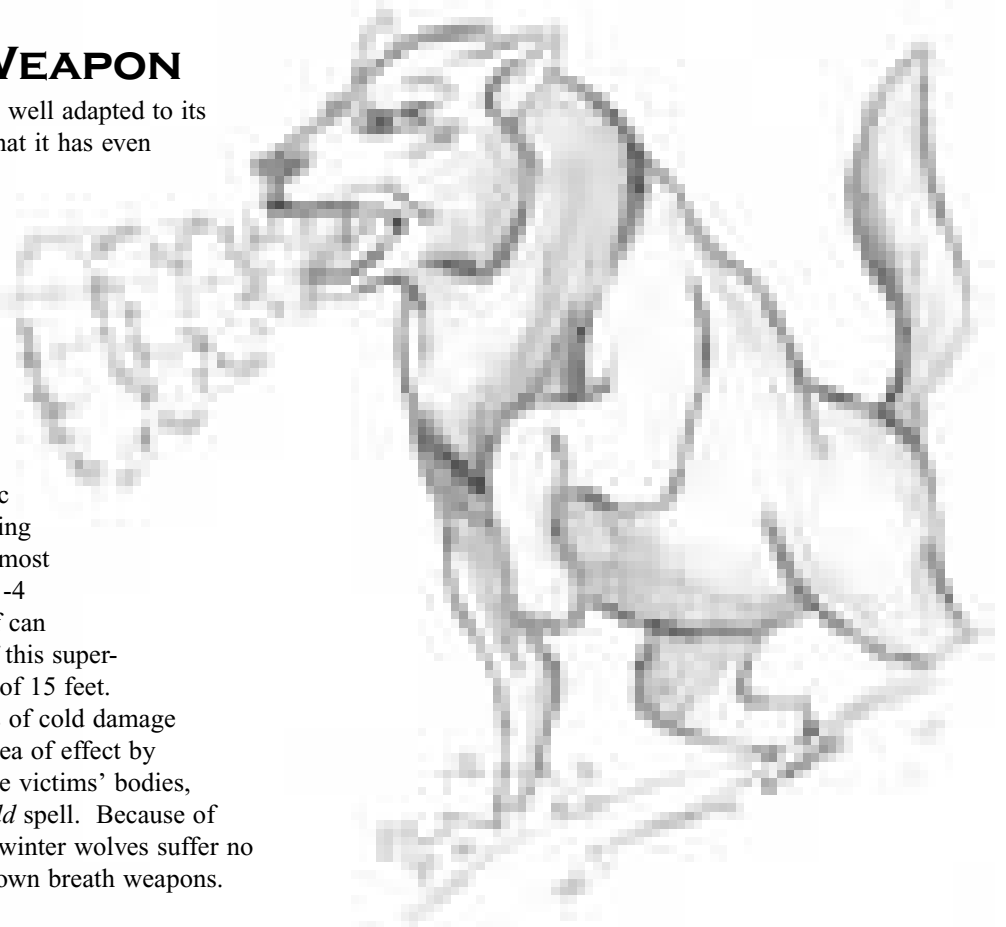 WEAPON
well adapted to its
hat it has even
c
ing
most
-4
f can
this super-
of 15 feet.
of cold damage
ea of effect by
e victims’ bodies,
ld spell. Because of
winter wolves suffer no
own breath weapons.